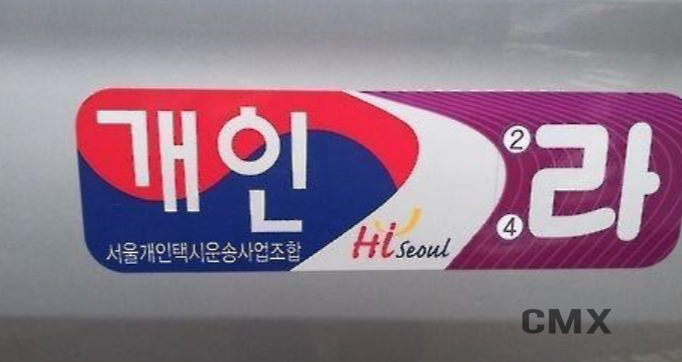 개인
서울개인택시운송사업조합
Hi Seoul
②
④
라
CMX